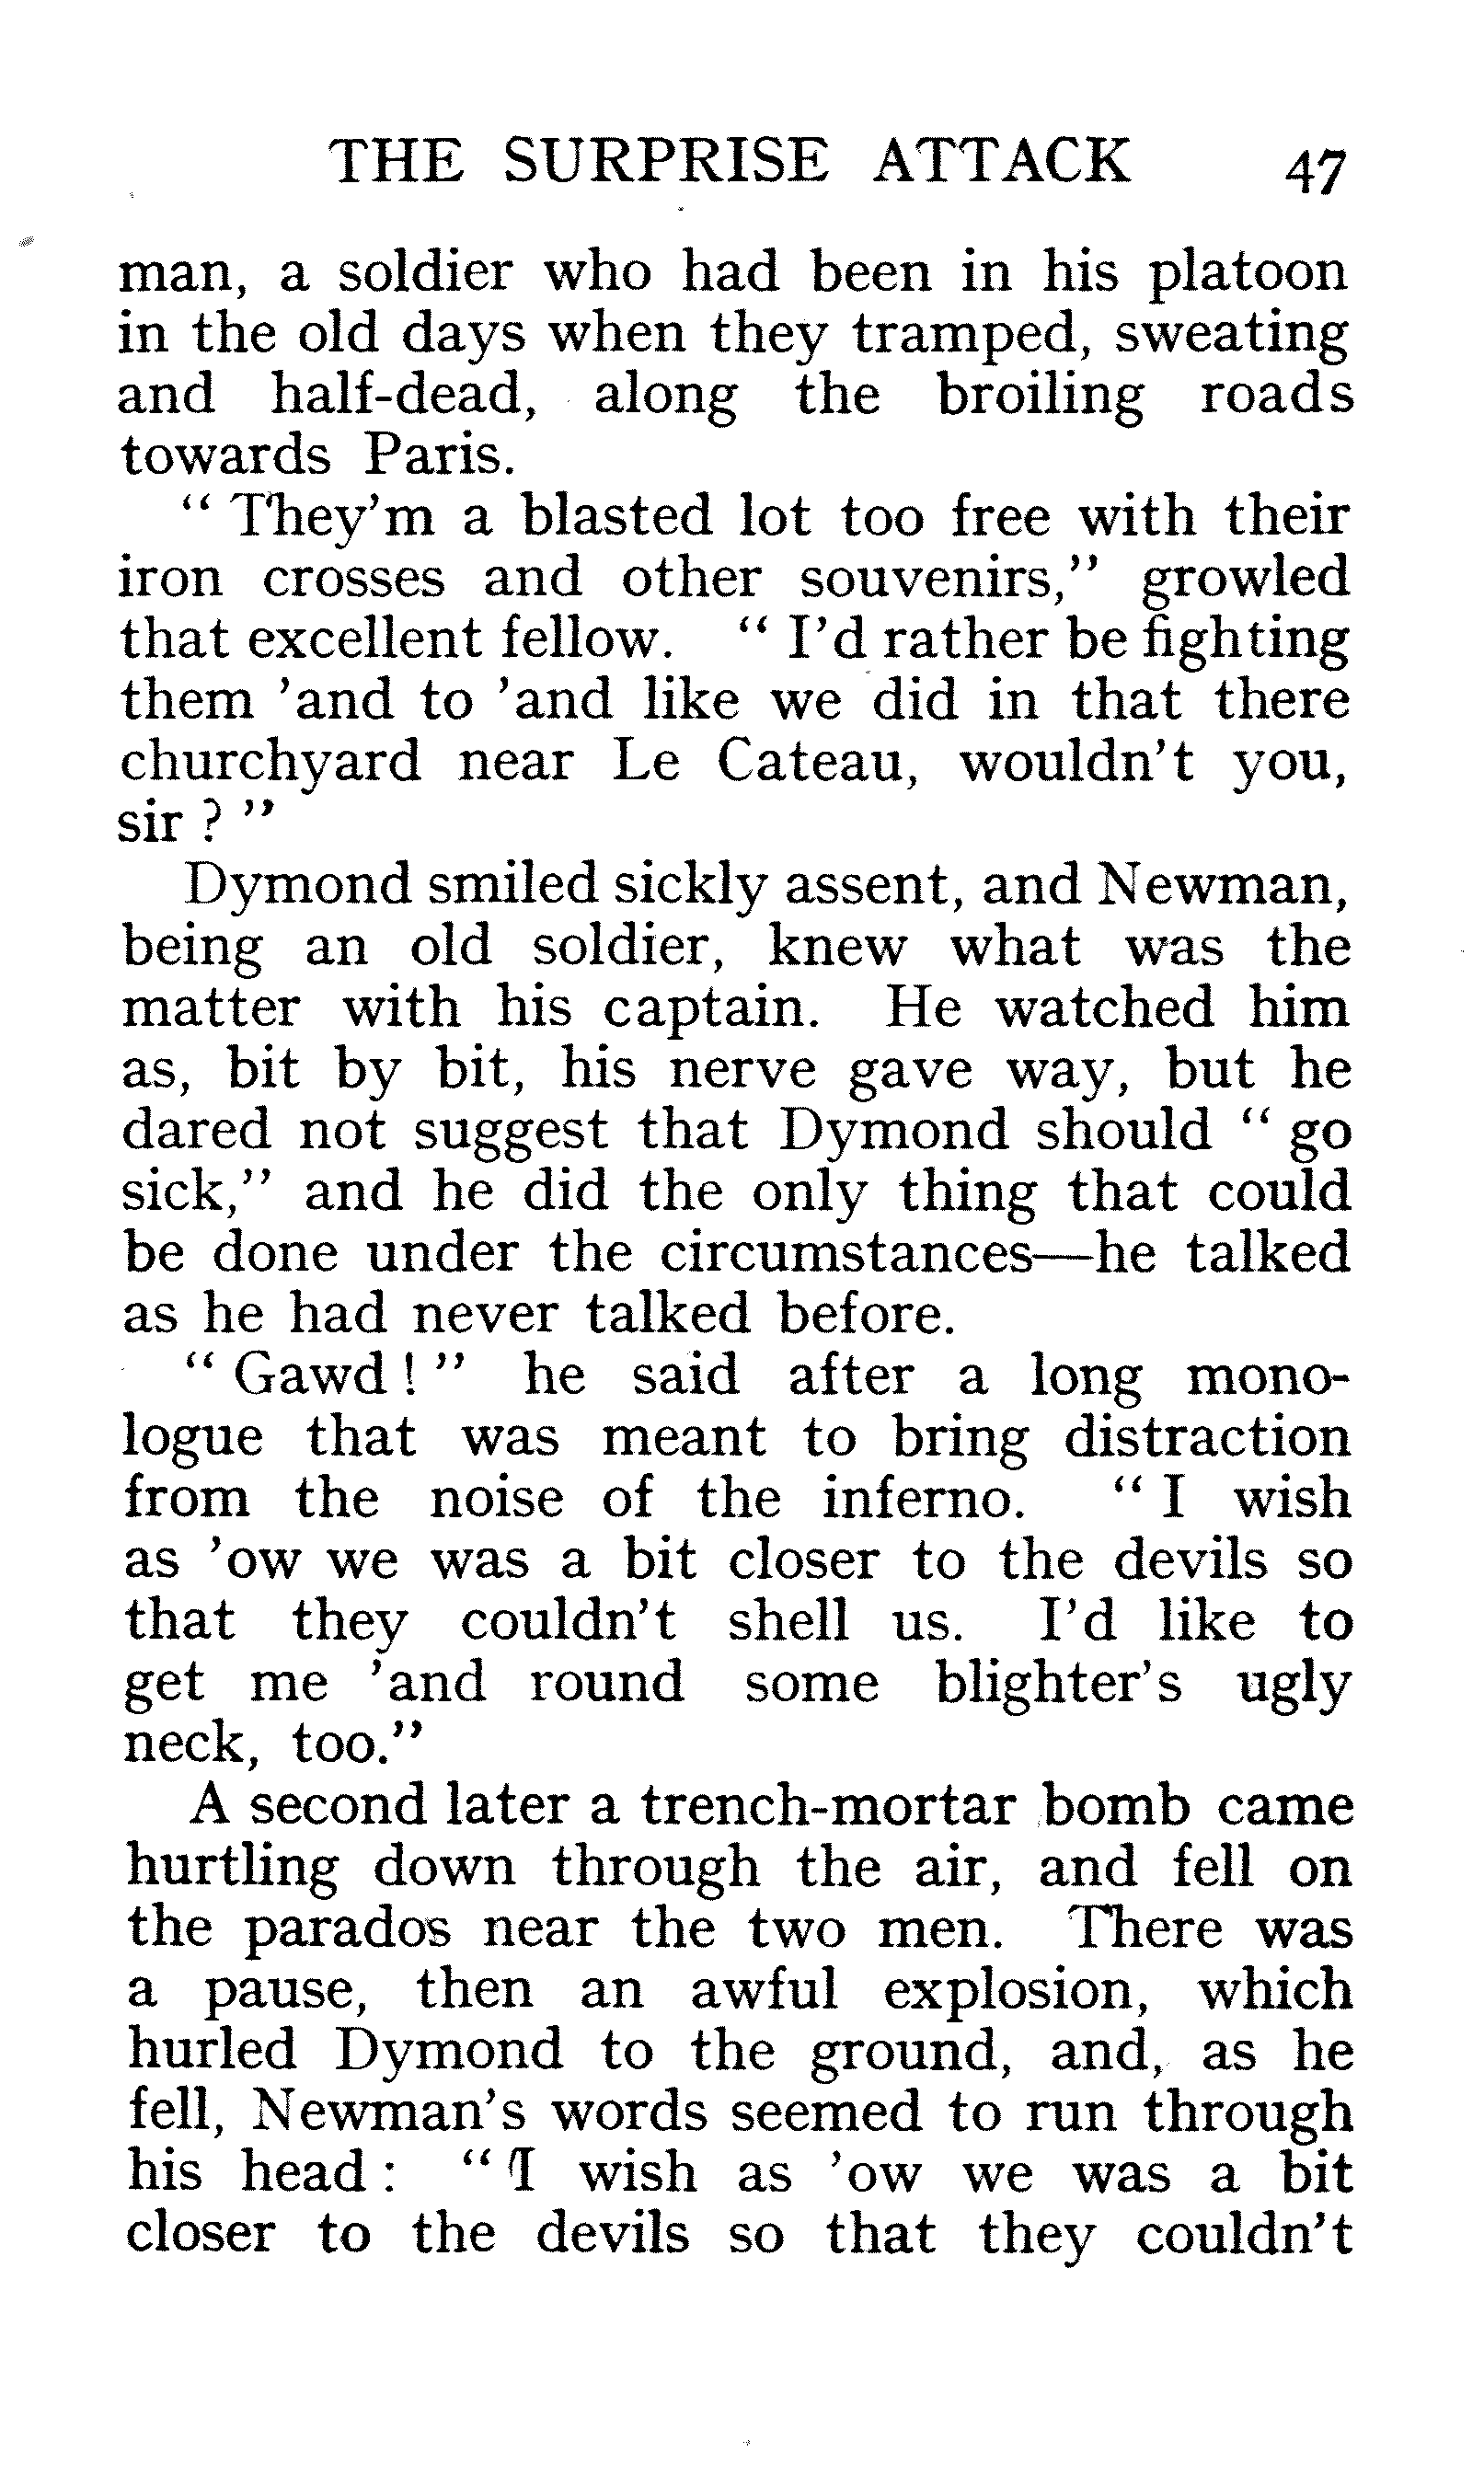 THE SURPRISE ATTACK 47
man, a soldier who had been in his platoon
in the old days when they tramped, sweating
and half-dead, along the broiling roads
towards Paris.
“ They’m a blasted lot too free with their
iron crosses and other souvenirs,” growled
that excellent fellow. “ I’d rather be fighting
them ’and to ’and like we did in that there
churchyard near Le Cateau, wouldn’t you,
sir ? ”
Dymond smiled sickly assent, and Newman,
being an old soldier, knew what was the
matter with his captain. He watched him
as, bit by bit, his nerve gave way, but he
dared not suggest that Dymond should “ go
sick,” and he did the only thing that could
be done under the circumstances—he talked
as he had never talked before.
“ Gawd ! ” he said after a long mono-
logue that was meant to bring distraction
from the noise of the inferno. “ I wish
as ’ow we was a bit closer to the devils so
that they couldn’t shell us. I’d like to
get me ’and round some blighter’s ugly
neck, too.”
A second later a trench-mortar bomb came
hurtling down through the air, and fell on
the parados near the two men. There was
a pause, then an awful explosion, which
hurled Dymond to the ground, and, as he
fell, Newman’s words seemed to run through
his head : “ I wish as ’ow we was a bit
closer to the devils so that they couldn’t